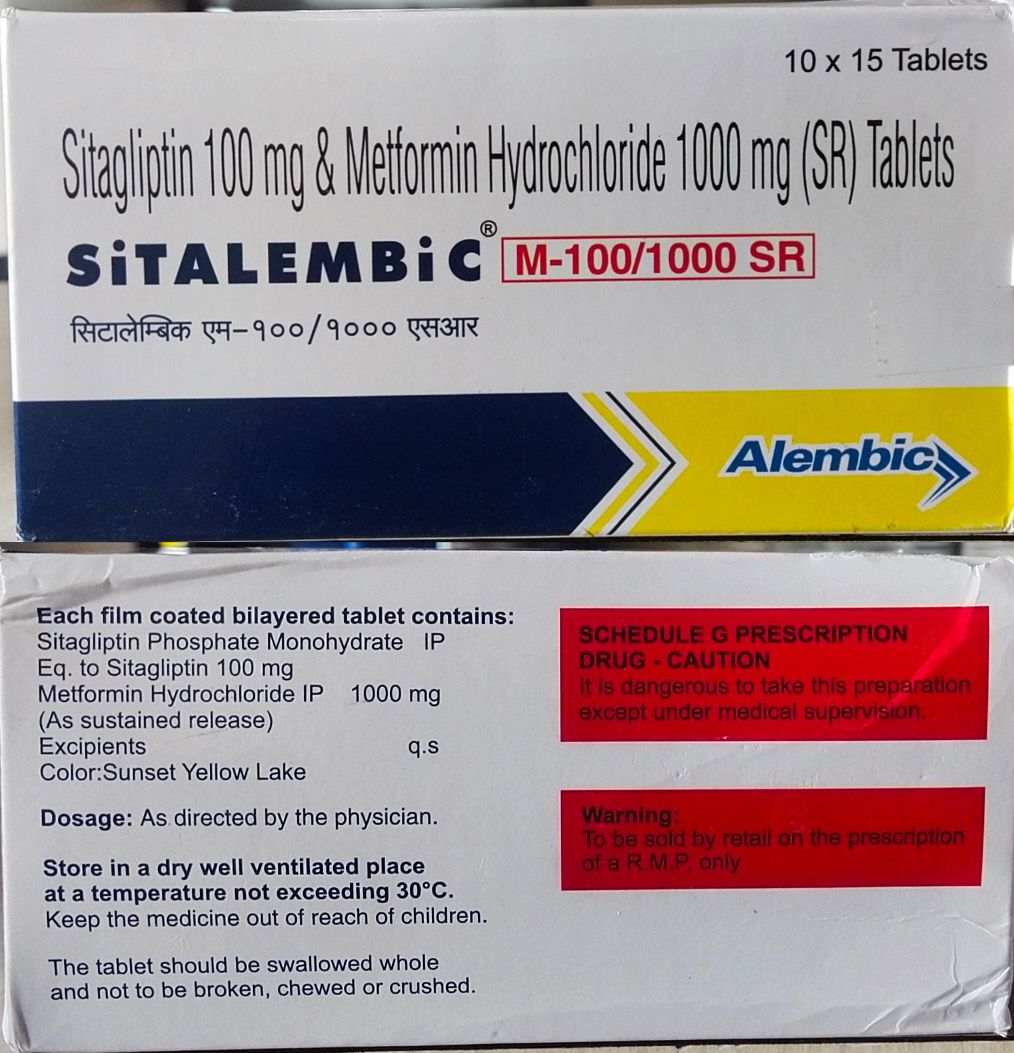 10 x 15 Tablets
Sitagliptin 100 mg & Metformin Hydrochloride 1000 mg (SR) Tablets
SiTALEMBiC® M-100/1000 SR
सिटालेम्बिक एम-१००/१००० एसआर
Alembic
Each film coated bilayered tablet contains:
Sitagliptin Phosphate Monohydrate IP
Eq. to Sitagliptin 100 mg
Metformin Hydrochloride IP 1000 mg
(As sustained release)
Excipients q.s
Color:Sunset Yellow Lake
Dosage: As directed by the physician.
Store in a dry well ventilated place
at a temperature not exceeding 30°C.
Keep the medicine out of reach of children.
The tablet should be swallowed whole
and not to be broken, chewed or crushed.
SCHEDULE G PRESCRIPTION
DRUG - CAUTION
It is dangerous to take this preparation
except under medical supervision.
Warning:
To be sold by retail on the prescription
of a R.M.P. only